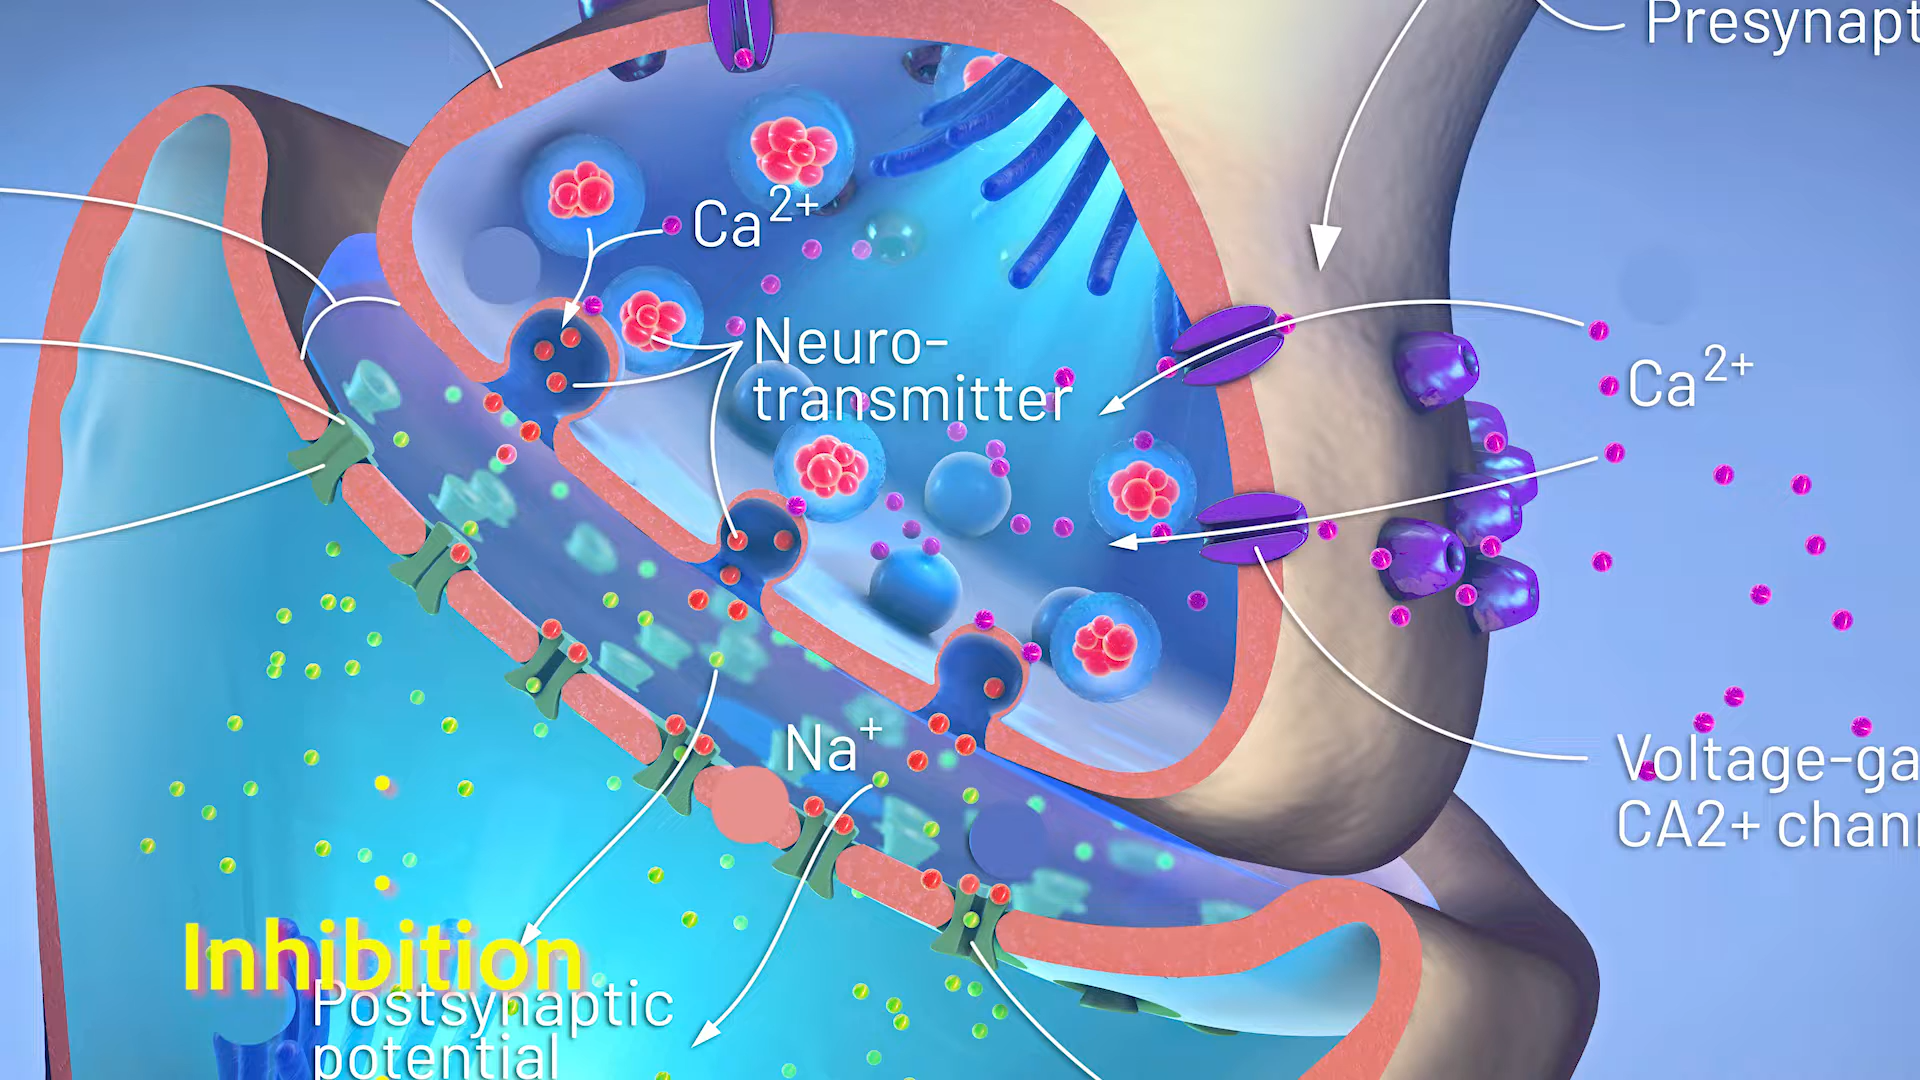 Presynapt
Ca2+
Neuro-
transmitter
Ca2+
Na+
Voltage-ga
CA2+ chan
Inhibition
Postsynaptic
potential